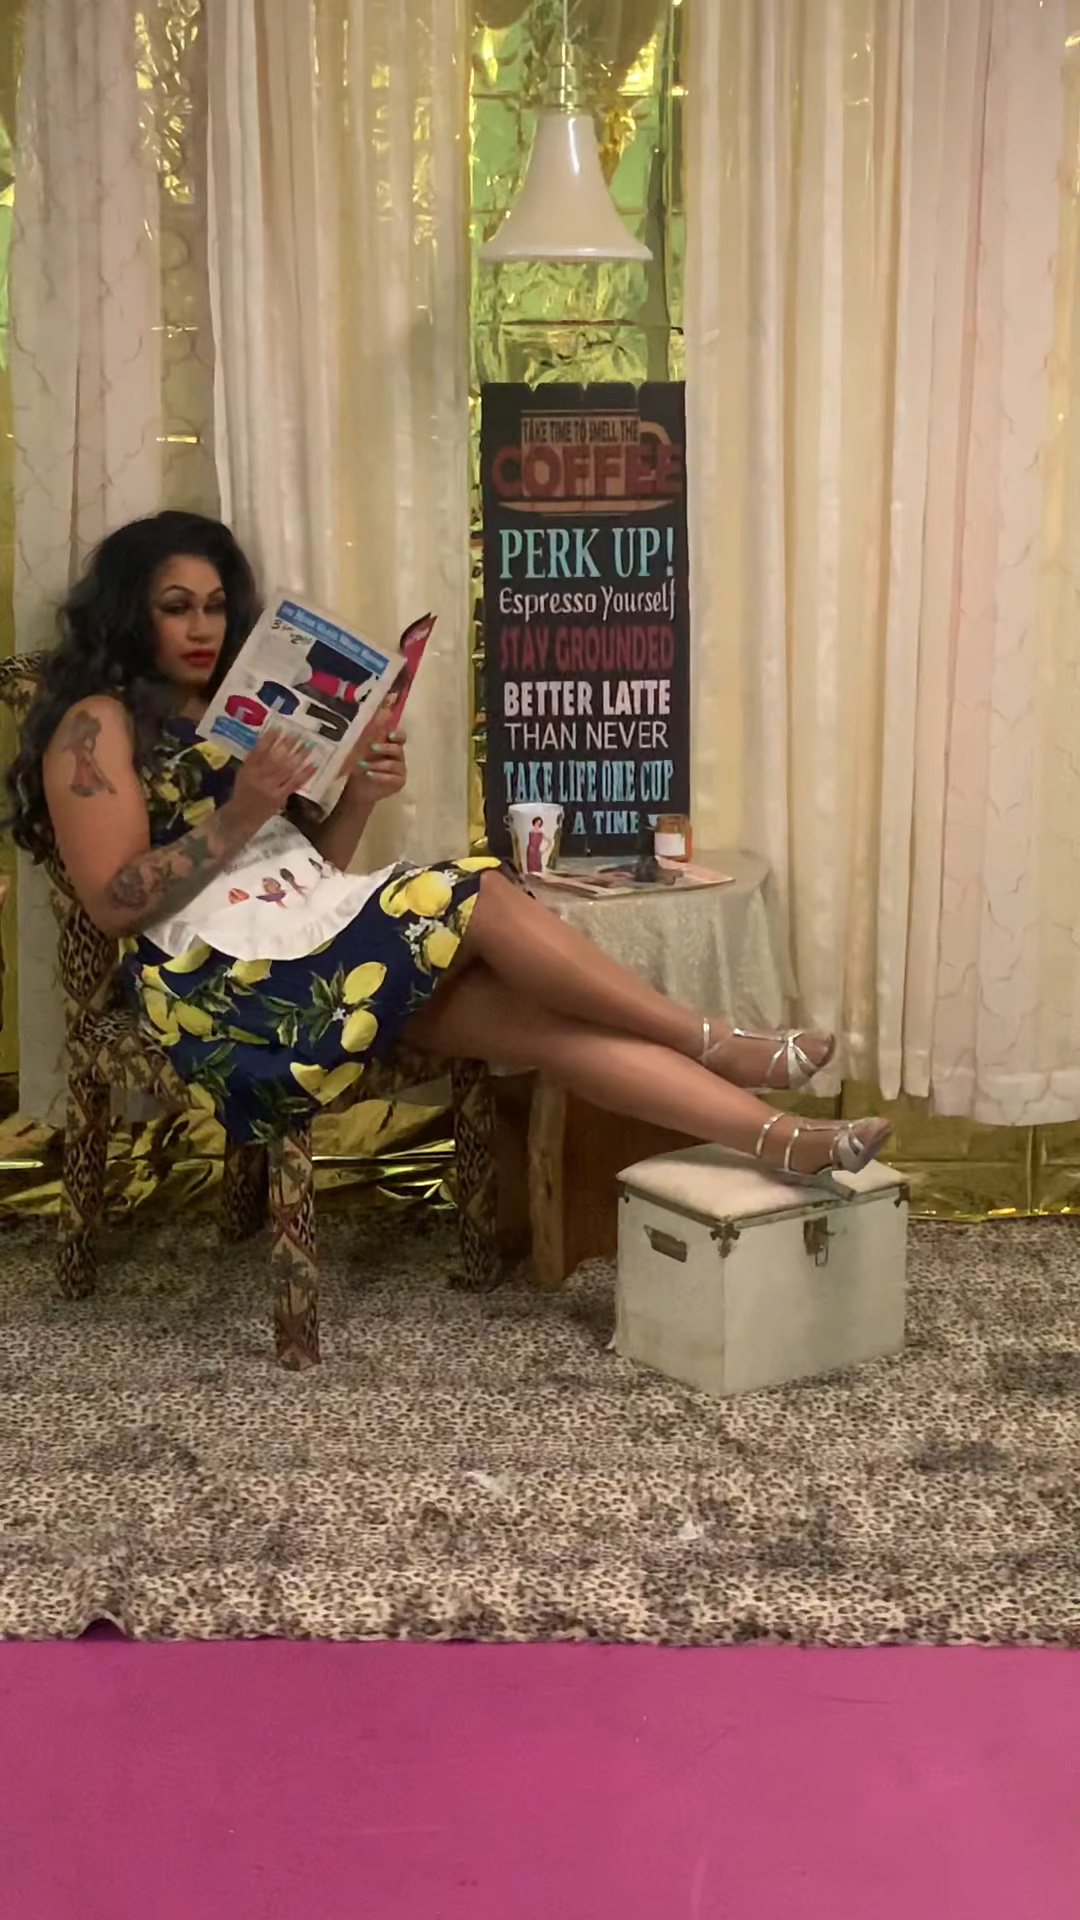 TAKE TIME TO SMELL THE
COFFEE
PERK UP!
Espresso Yourself
STAY GROUNDED
BETTER LATTE
THAN NEVER
TAKE LIFE ONE CUP
A TIME